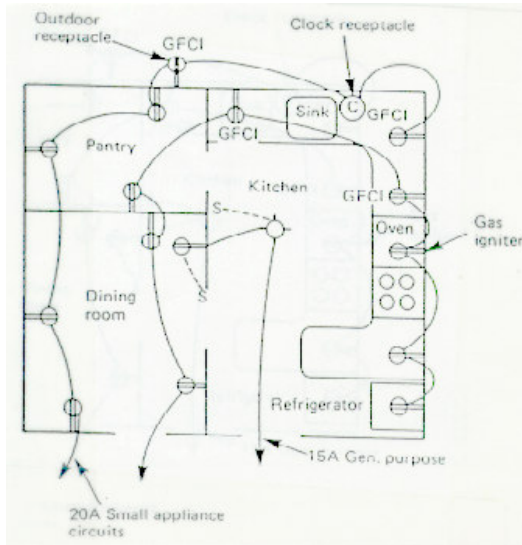 Outdoor
receptacle
GFCI
Clock receptacle
Sink
C
GFCI
GFCI
Pantry
Kitchen
GFCI
S
Oven
Gas
igniter
S
Dining
room
Refrigerator
15A Gen. purpose
20A Small appliance
circuits